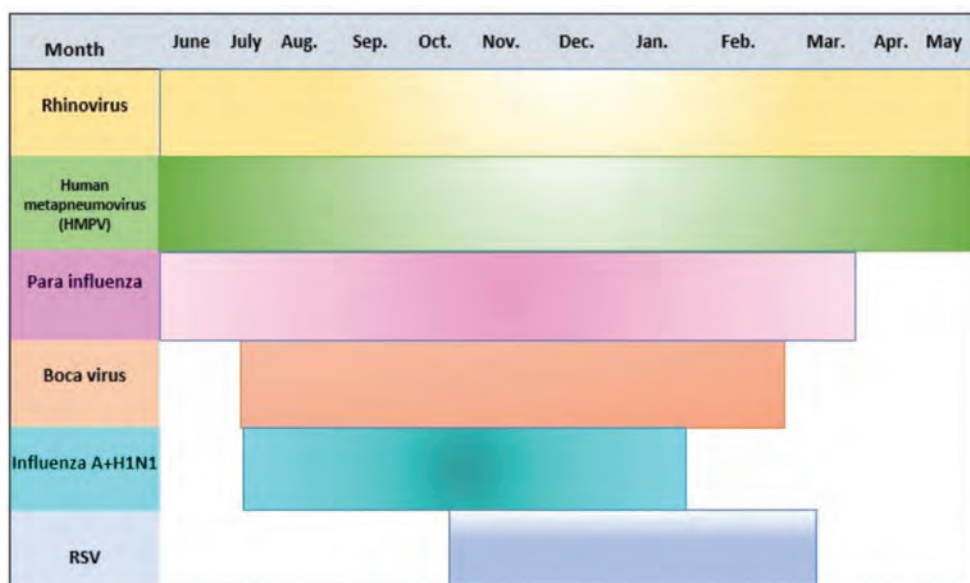 Month June July Aug. Sep. Oct. Nov. Dec. Jan. Feb. Mar. Apr. May
Rhinovirus
Human
metapneumovirus
(HMPV)
Para influenza
Boca virus
Influenza A+H1N1
RSV